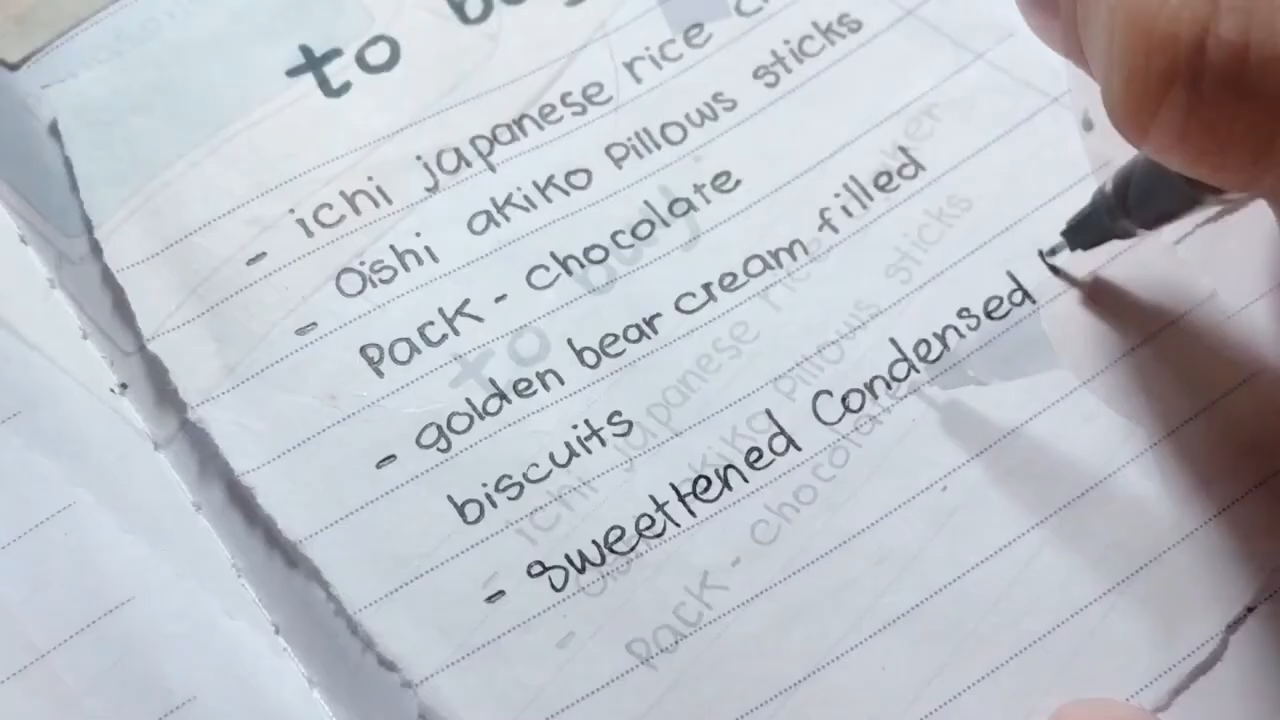 to
- ichi japanese rice
- Oishi akiko pillows sticks
pack - chocolate
- golden bear cream filled
biscuits
- sweettened Condensed